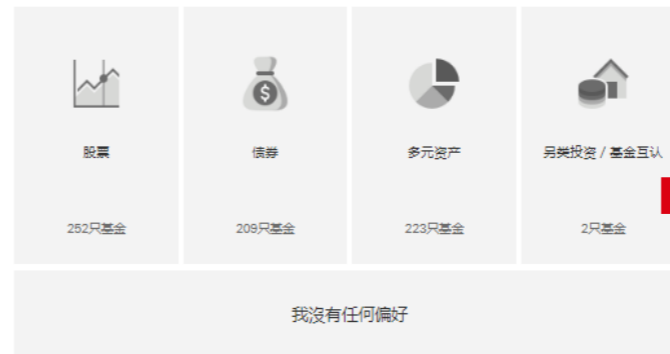 股票
债券
多元资产
另类投资 / 基金互认
252只基金
209只基金
223只基金
2只基金
我沒有任何偏好